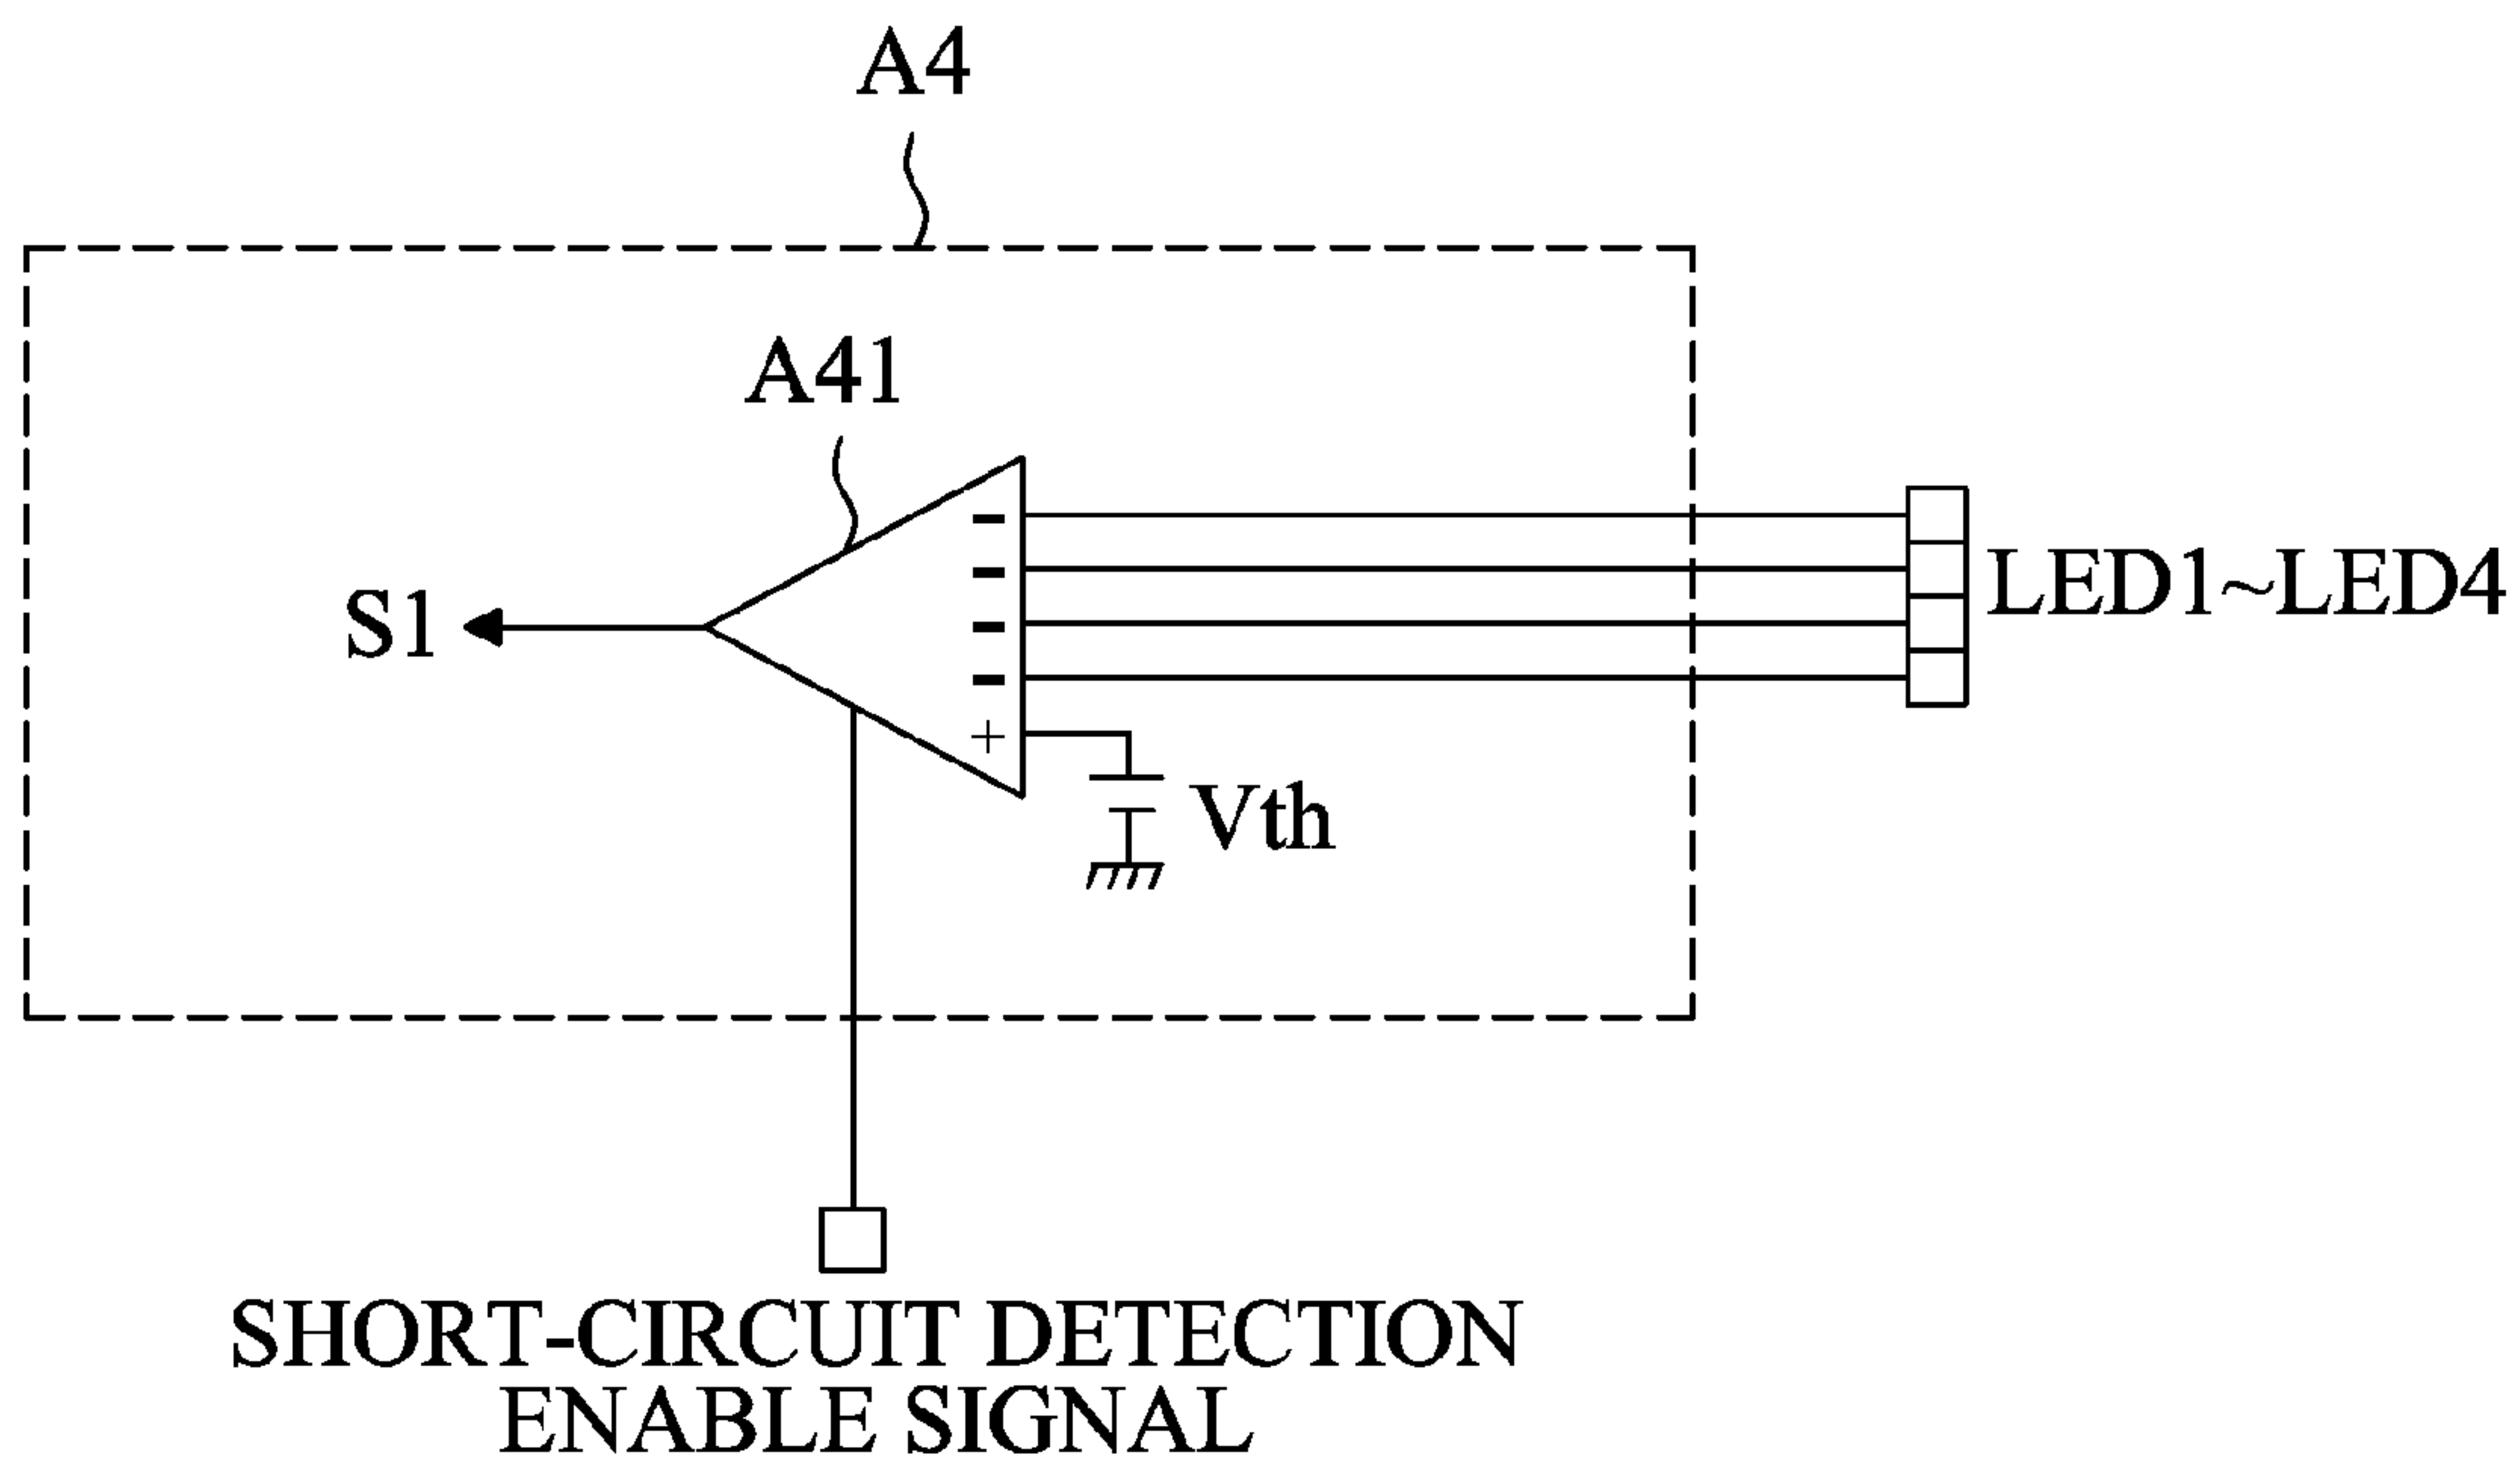 A4
A41
S1
LED1~LED4
+
Vth
SHORT-CIRCUIT DETECTION
ENABLE SIGNAL